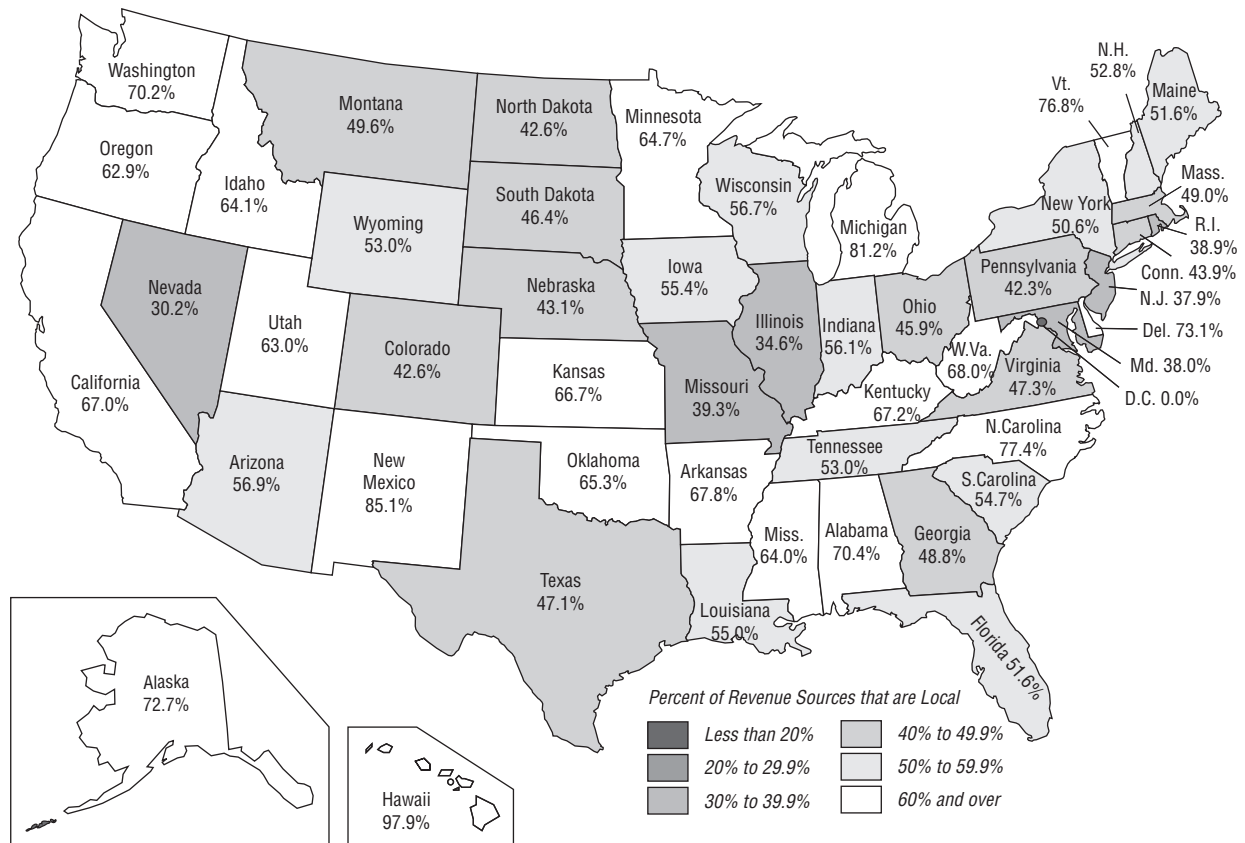 Washington
70.2%
Oregon
62.9%
Idaho
64.1%
Montana
49.6%
North Dakota
42.6%
Minnesota
64.7%
South Dakota
46.4%
Wyoming
53.0%
Wisconsin
56.7%
Michigan
81.2%
N.H.
52.8%
Vt.
76.8%
Maine
51.6%
Mass.
49.0%
New York
50.6%
R.I.
38.9%
Conn. 43.9%
N.J. 37.9%
Pennsylvania
42.3%
Del. 73.1%
Md. 38.0%
D.C. 0.0%
Nevada
30.2%
Utah
63.0%
Colorado
42.6%
Nebraska
43.1%
Iowa
55.4%
Illinois
34.6%
Indiana
56.1%
Ohio
45.9%
W.Va.
68.0%
Virginia
47.3%
California
67.0%
Kansas
66.7%
Missouri
39.3%
Kentucky
67.2%
N.Carolina
77.4%
Tennessee
53.0%
S.Carolina
54.7%
Arizona
56.9%
New
Mexico
85.1%
Oklahoma
65.3%
Arkansas
67.8%
Miss.
64.0%
Alabama
70.4%
Georgia
48.8%
Texas
47.1%
Louisiana
55.0%
Florida 51.6%
Alaska
72.7%
Hawaii
97.9%
Percent of Revenue Sources that are Local
Less than 20%
20% to 29.9%
30% to 39.9%
40% to 49.9%
50% to 59.9%
60% and over